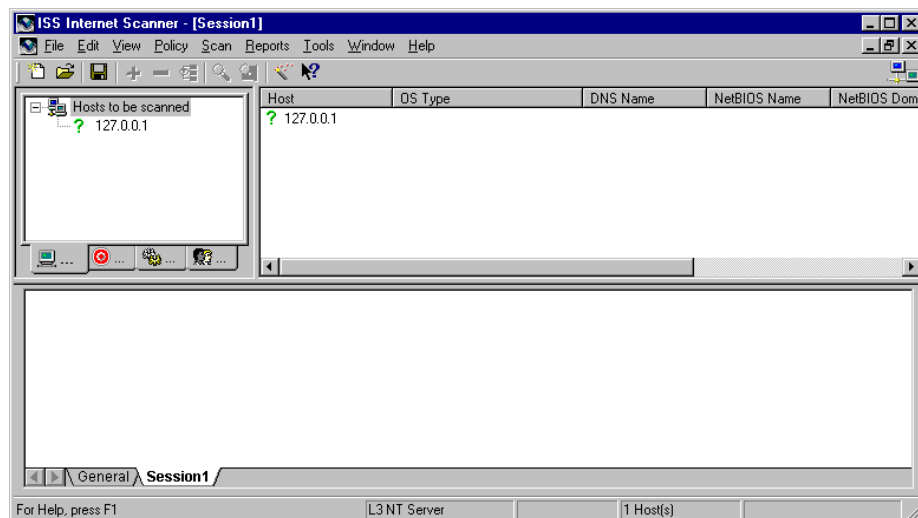 ISS Internet Scanner - [Session1]
File Edit View Policy Scan Reports Tools Window Help
Hosts to be scanned
? 127.0.0.1
... ... ... ...
Host OS Type DNS Name NetBIOS Name NetBIOS Dom
? 127.0.0.1
General Session1
For Help, press F1 L3 NT Server 1 Host(s)